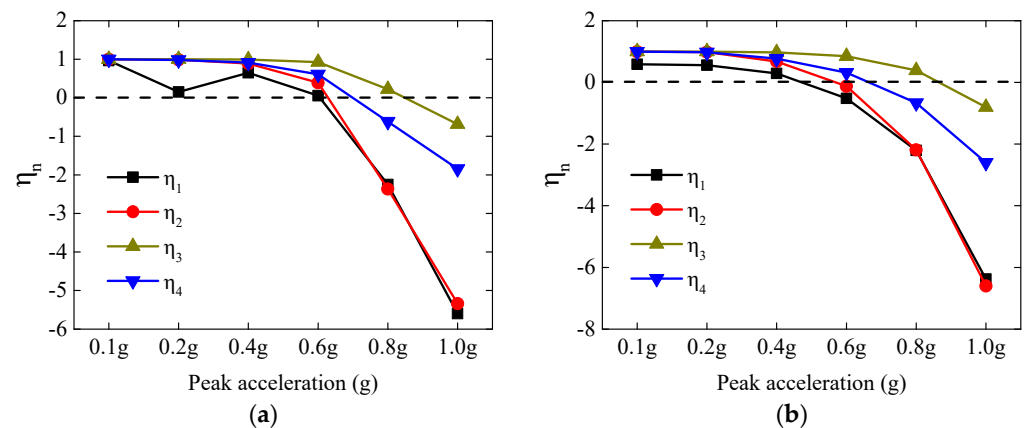 2
1
0
-1
-2
-3
-4
-5
-6
ηn
η1
η2
η3
η4
0.1g 0.2g 0.4g 0.6g 0.8g 1.0g
Peak acceleration (g)
(a)
2
0
-2
-4
-6
-8
ηn
η1
η2
η3
η4
0.1g 0.2g 0.4g 0.6g 0.8g 1.0g
Peak acceleration (g)
(b)